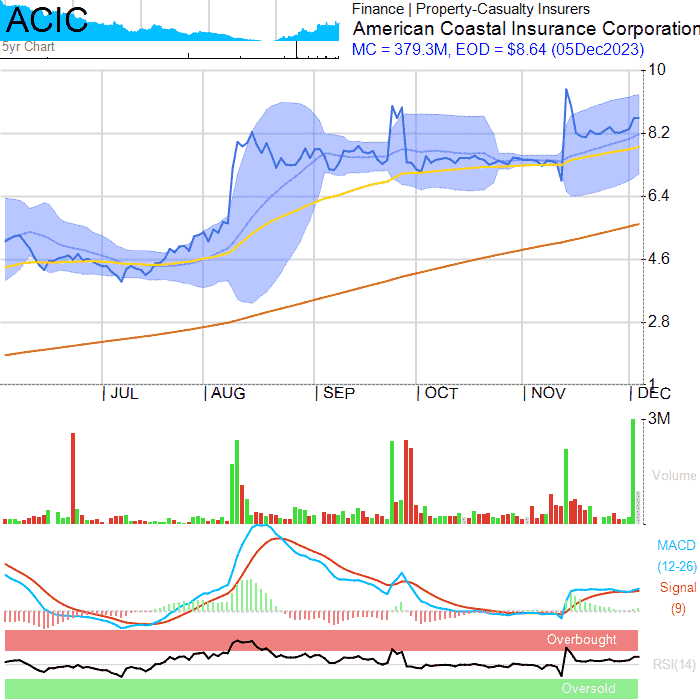 ACIC
5yr Chart
Finance | Property-Casualty Insurers
American Coastal Insurance Corporation
MC = 379.3M, EOD = $8.64 (05Dec2023)
10
8.2
6.4
4.6
2.8
1
| JUL | AUG | SEP | OCT | NOV | DEC
3M
Volume
MACD
(12-26)
Signal
(9)
Overbought
RSI(14)
Oversold